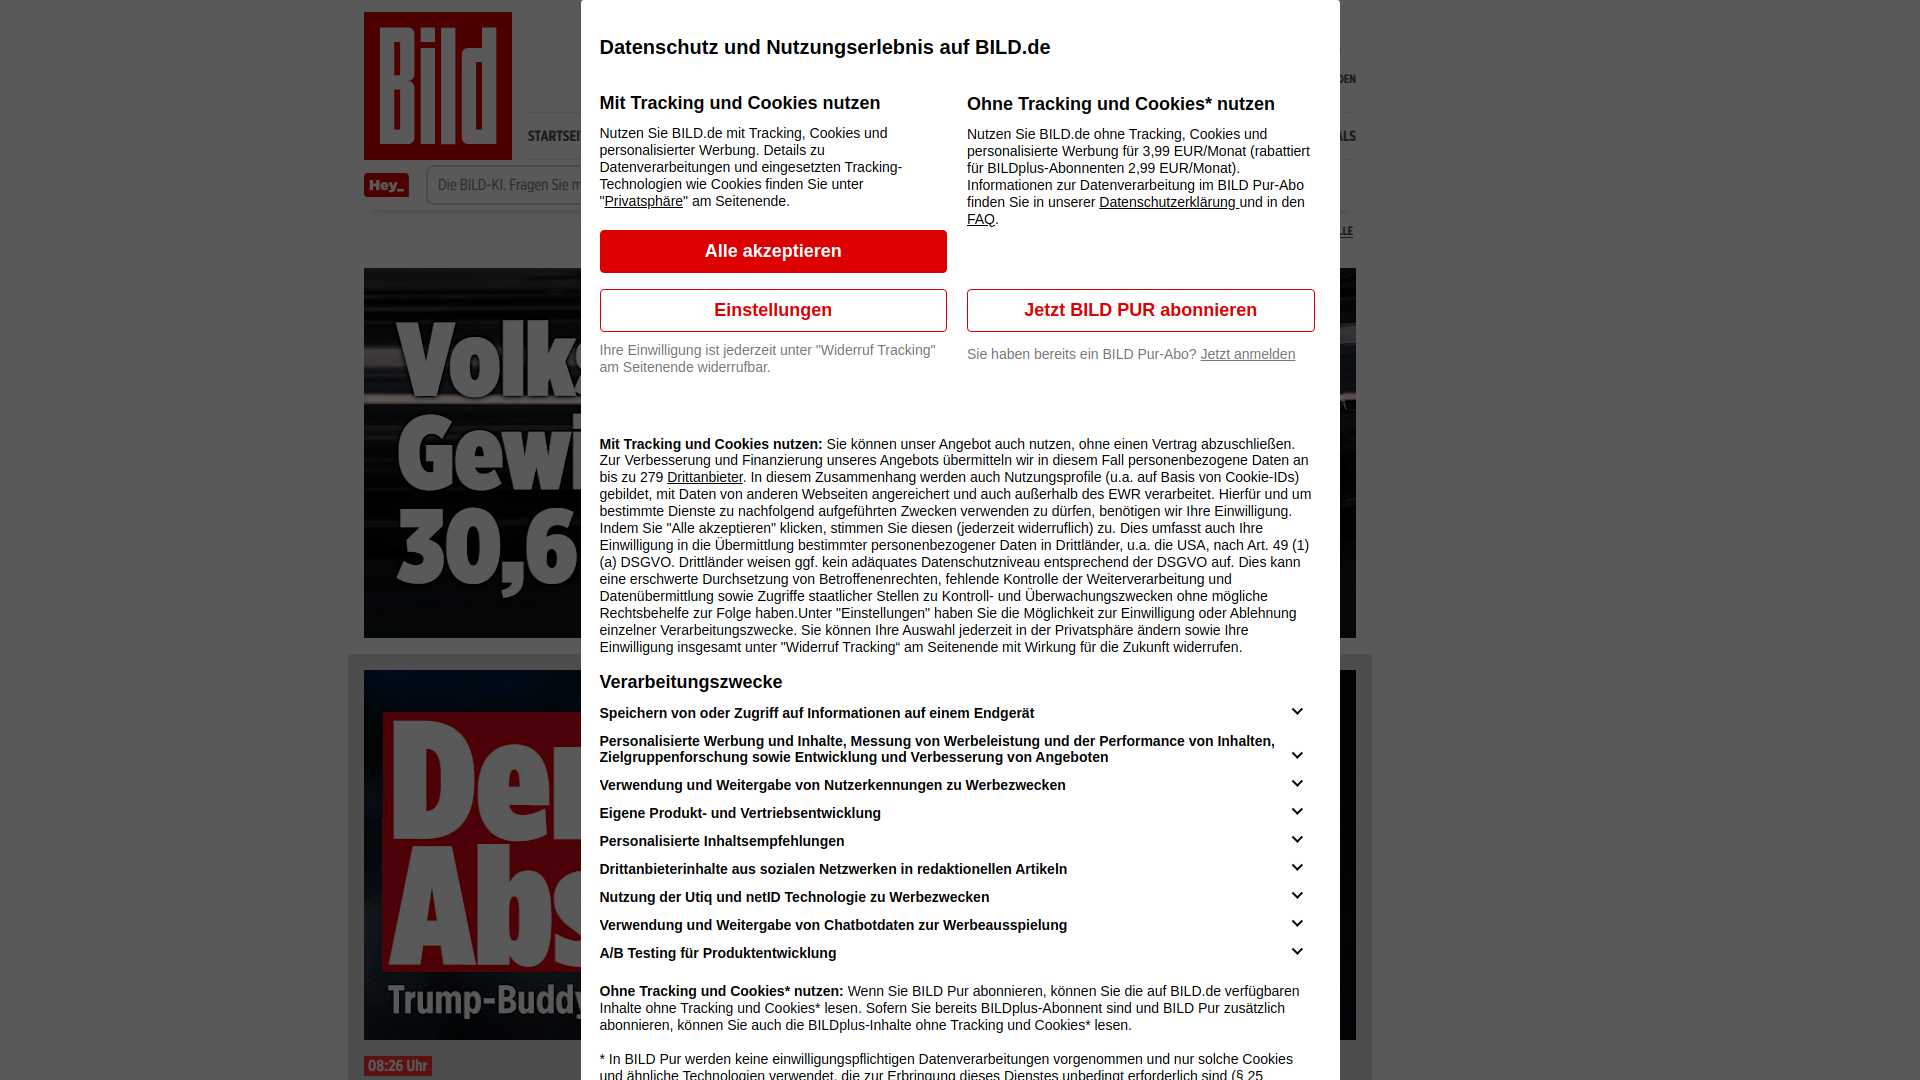 Bild
Datenschutz und Nutzungserlebnis auf BILD.de
Mit Tracking und Cookies nutzen
Nutzen Sie BILD.de mit Tracking, Cookies und
personalisierter Werbung. Details zu
Datenverarbeitungen und eingesetzten Tracking-
Technologien wie Cookies finden Sie unter
"Privatsphäre" am Seitenende.
Alle akzeptieren
Einstellungen
Ihre Einwilligung ist jederzeit unter "Widerruf Tracking"
am Seitenende widerrufbar.
Ohne Tracking und Cookies* nutzen
Nutzen Sie BILD.de ohne Tracking, Cookies und
personalisierte Werbung für 3,99 EUR/Monat (rabattiert
für BILDplus-Abonnenten 2,99 EUR/Monat).
Informationen zur Datenverarbeitung im BILD Pur-Abo
finden Sie in unserer Datenschutzerklärung und in den
FAQ.
Jetzt BILD PUR abonnieren
Sie haben bereits ein BILD Pur-Abo? Jetzt anmelden
Mit Tracking und Cookies nutzen: Sie können unser Angebot auch nutzen, ohne einen Vertrag abzuschließen.
Zur Verbesserung und Finanzierung unseres Angebots übermitteln wir in diesem Fall personenbezogene Daten an
bis zu 279 Drittanbieter. In diesem Zusammenhang werden auch Nutzungsprofile (u.a. auf Basis von Cookie-IDs)
gebildet, mit Daten von anderen Webseiten angereichert und auch außerhalb des EWR verarbeitet. Hierfür und um
bestimmte Dienste zu nachfolgend aufgeführten Zwecken verwenden zu dürfen, benötigen wir Ihre Einwilligung.
Indem Sie "Alle akzeptieren" klicken, stimmen Sie diesen (jederzeit widerruflich) zu. Dies umfasst auch Ihre
Einwilligung in die Übermittlung bestimmter personenbezogener Daten in Drittländer, u.a. die USA, nach Art. 49 (1)
(a) DSGVO. Drittländer weisen ggf. kein adäquates Datenschutzniveau entsprechend der DSGVO auf. Dies kann
eine erschwerte Durchsetzung von Betroffenenrechten, fehlende Kontrolle der Weiterverarbeitung und
Datenübermittlung sowie Zugriffe staatlicher Stellen zu Kontroll- und Überwachungszwecken ohne mögliche
Rechtsbehelfe zur Folge haben.Unter "Einstellungen" haben Sie die Möglichkeit zur Einwilligung oder Ablehnung
einzelner Verarbeitungszwecke. Sie können Ihre Auswahl jederzeit in der Privatsphäre ändern sowie Ihre
Einwilligung insgesamt unter "Widerruf Tracking“ am Seitenende mit Wirkung für die Zukunft widerrufen.
Verarbeitungszwecke
Speichern von oder Zugriff auf Informationen auf einem Endgerät
Personalisierte Werbung und Inhalte, Messung von Werbeleistung und der Performance von Inhalten,
Zielgruppenforschung sowie Entwicklung und Verbesserung von Angeboten
Verwendung und Weitergabe von Nutzerkennungen zu Werbezwecken
Eigene Produkt- und Vertriebsentwicklung
Personalisierte Inhaltsempfehlungen
Drittanbieterinhalte aus sozialen Netzwerken in redaktionellen Artikeln
Nutzung der Utiq und netID Technologie zu Werbezwecken
Verwendung und Weitergabe von Chatbotdaten zur Werbeausspielung
A/B Testing für Produktentwicklung
Ohne Tracking und Cookies* nutzen: Wenn Sie BILD Pur abonnieren, können Sie die auf BILD.de verfügbaren
Inhalte ohne Tracking und Cookies* lesen. Sofern Sie bereits BILDplus-Abonnent sind und BILD Pur zusätzlich
abonnieren, können Sie auch die BILDplus-Inhalte ohne Tracking und Cookies* lesen.
* In BILD Pur werden keine einwilligungspflichtigen Datenverarbeitungen vorgenommen und nur solche Cookies
und ähnliche Technologien verwendet, die zur Erbringung dieses Dienstes unbedingt erforderlich sind (§ 25
STARTSEI
Hey_
Die BILD-KI. Fragen Sie m
DEN
ALS
LLE
Volks
Gewi
30,6
Der
Abs
Trump-Buddy
08:26 Uhr